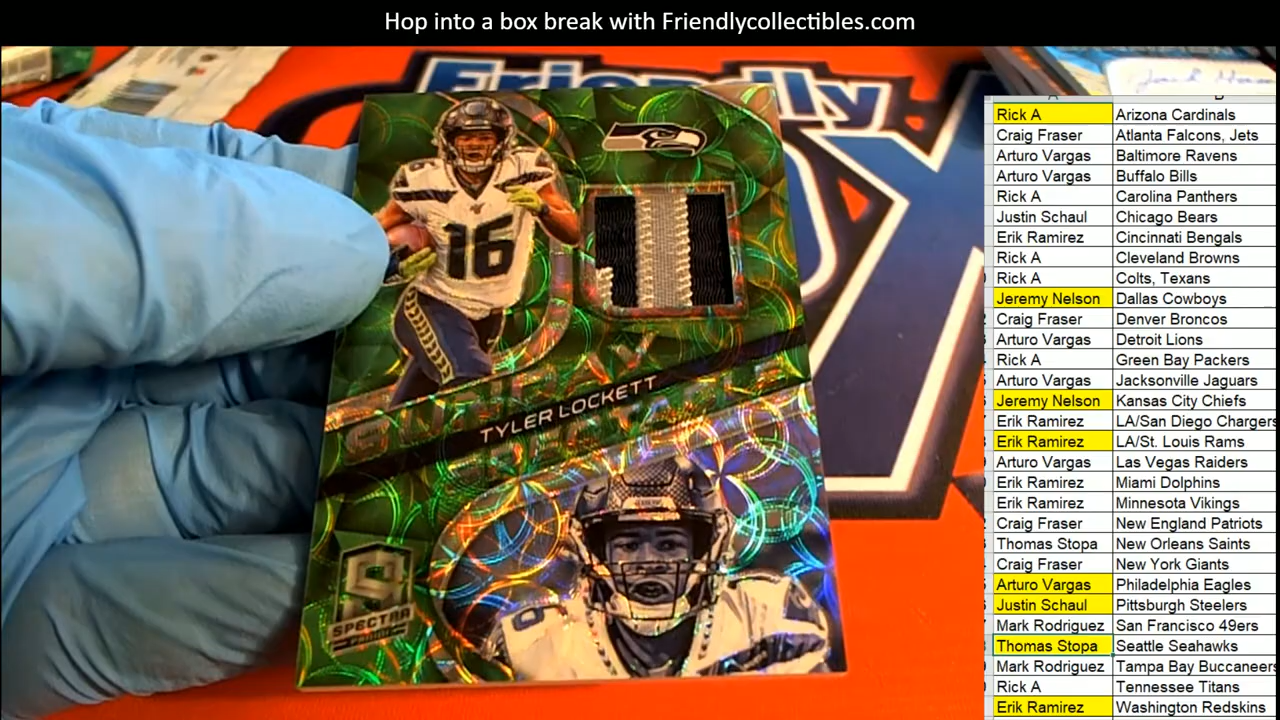 Hop into a box break with Friendlycollectibles.com
Friendly
16
TYLER LOCKETT
S
SPECTRA
Rick A Arizona Cardinals
Craig Fraser Atlanta Falcons, Jets
Arturo Vargas Baltimore Ravens
Arturo Vargas Buffalo Bills
Rick A Carolina Panthers
Justin Schaul Chicago Bears
Erik Ramirez Cincinnati Bengals
Rick A Cleveland Browns
Rick A Colts, Texans
Jeremy Nelson Dallas Cowboys
Craig Fraser Denver Broncos
Arturo Vargas Detroit Lions
Rick A Green Bay Packers
Arturo Vargas Jacksonville Jaguars
Jeremy Nelson Kansas City Chiefs
Erik Ramirez LA/San Diego Chargers
Erik Ramirez LA/St. Louis Rams
Arturo Vargas Las Vegas Raiders
Erik Ramirez Miami Dolphins
Erik Ramirez Minnesota Vikings
Craig Fraser New England Patriots
Thomas Stopa New Orleans Saints
Craig Fraser New York Giants
Arturo Vargas Philadelphia Eagles
Justin Schaul Pittsburgh Steelers
Mark Rodriguez San Francisco 49ers
Thomas Stopa Seattle Seahawks
Mark Rodriguez Tampa Bay Buccaneers
Rick A Tennessee Titans
Erik Ramirez Washington Redskins